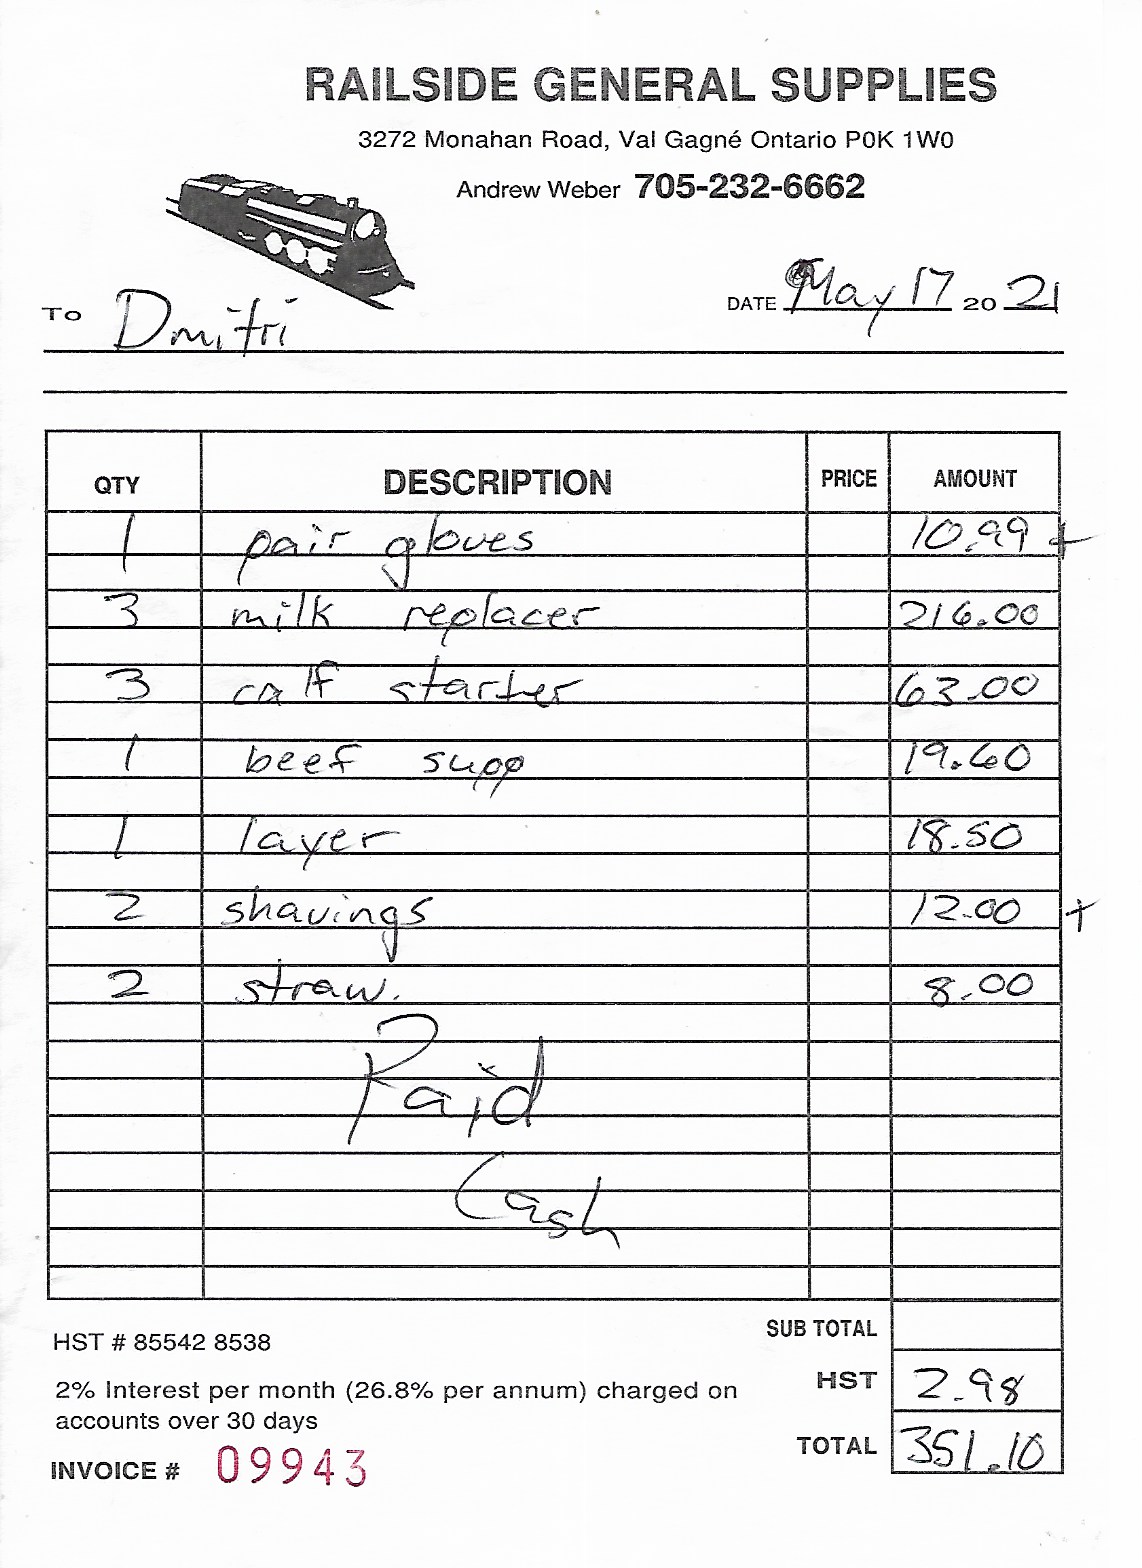 RAILSIDE GENERAL SUPPLIES
3272 Monahan Road, Val Gagné Ontario P0K 1W0
Andrew Weber 705-232-6662
TO Dmitri DATE May 17 20 21
QTY DESCRIPTION PRICE AMOUNT
1 pair gloves 10.99 +
3 milk replacer 216.00
3 calf starter 63.00
1 beef supp 19.60
1 layer 18.50
2 shavings 12.00 +
2 straw. 8.00
Paid
Cash
SUB TOTAL
HST # 85542 8538
HST 2.98
2% Interest per month (26.8% per annum) charged on
accounts over 30 days
TOTAL 351.10
INVOICE # 09943